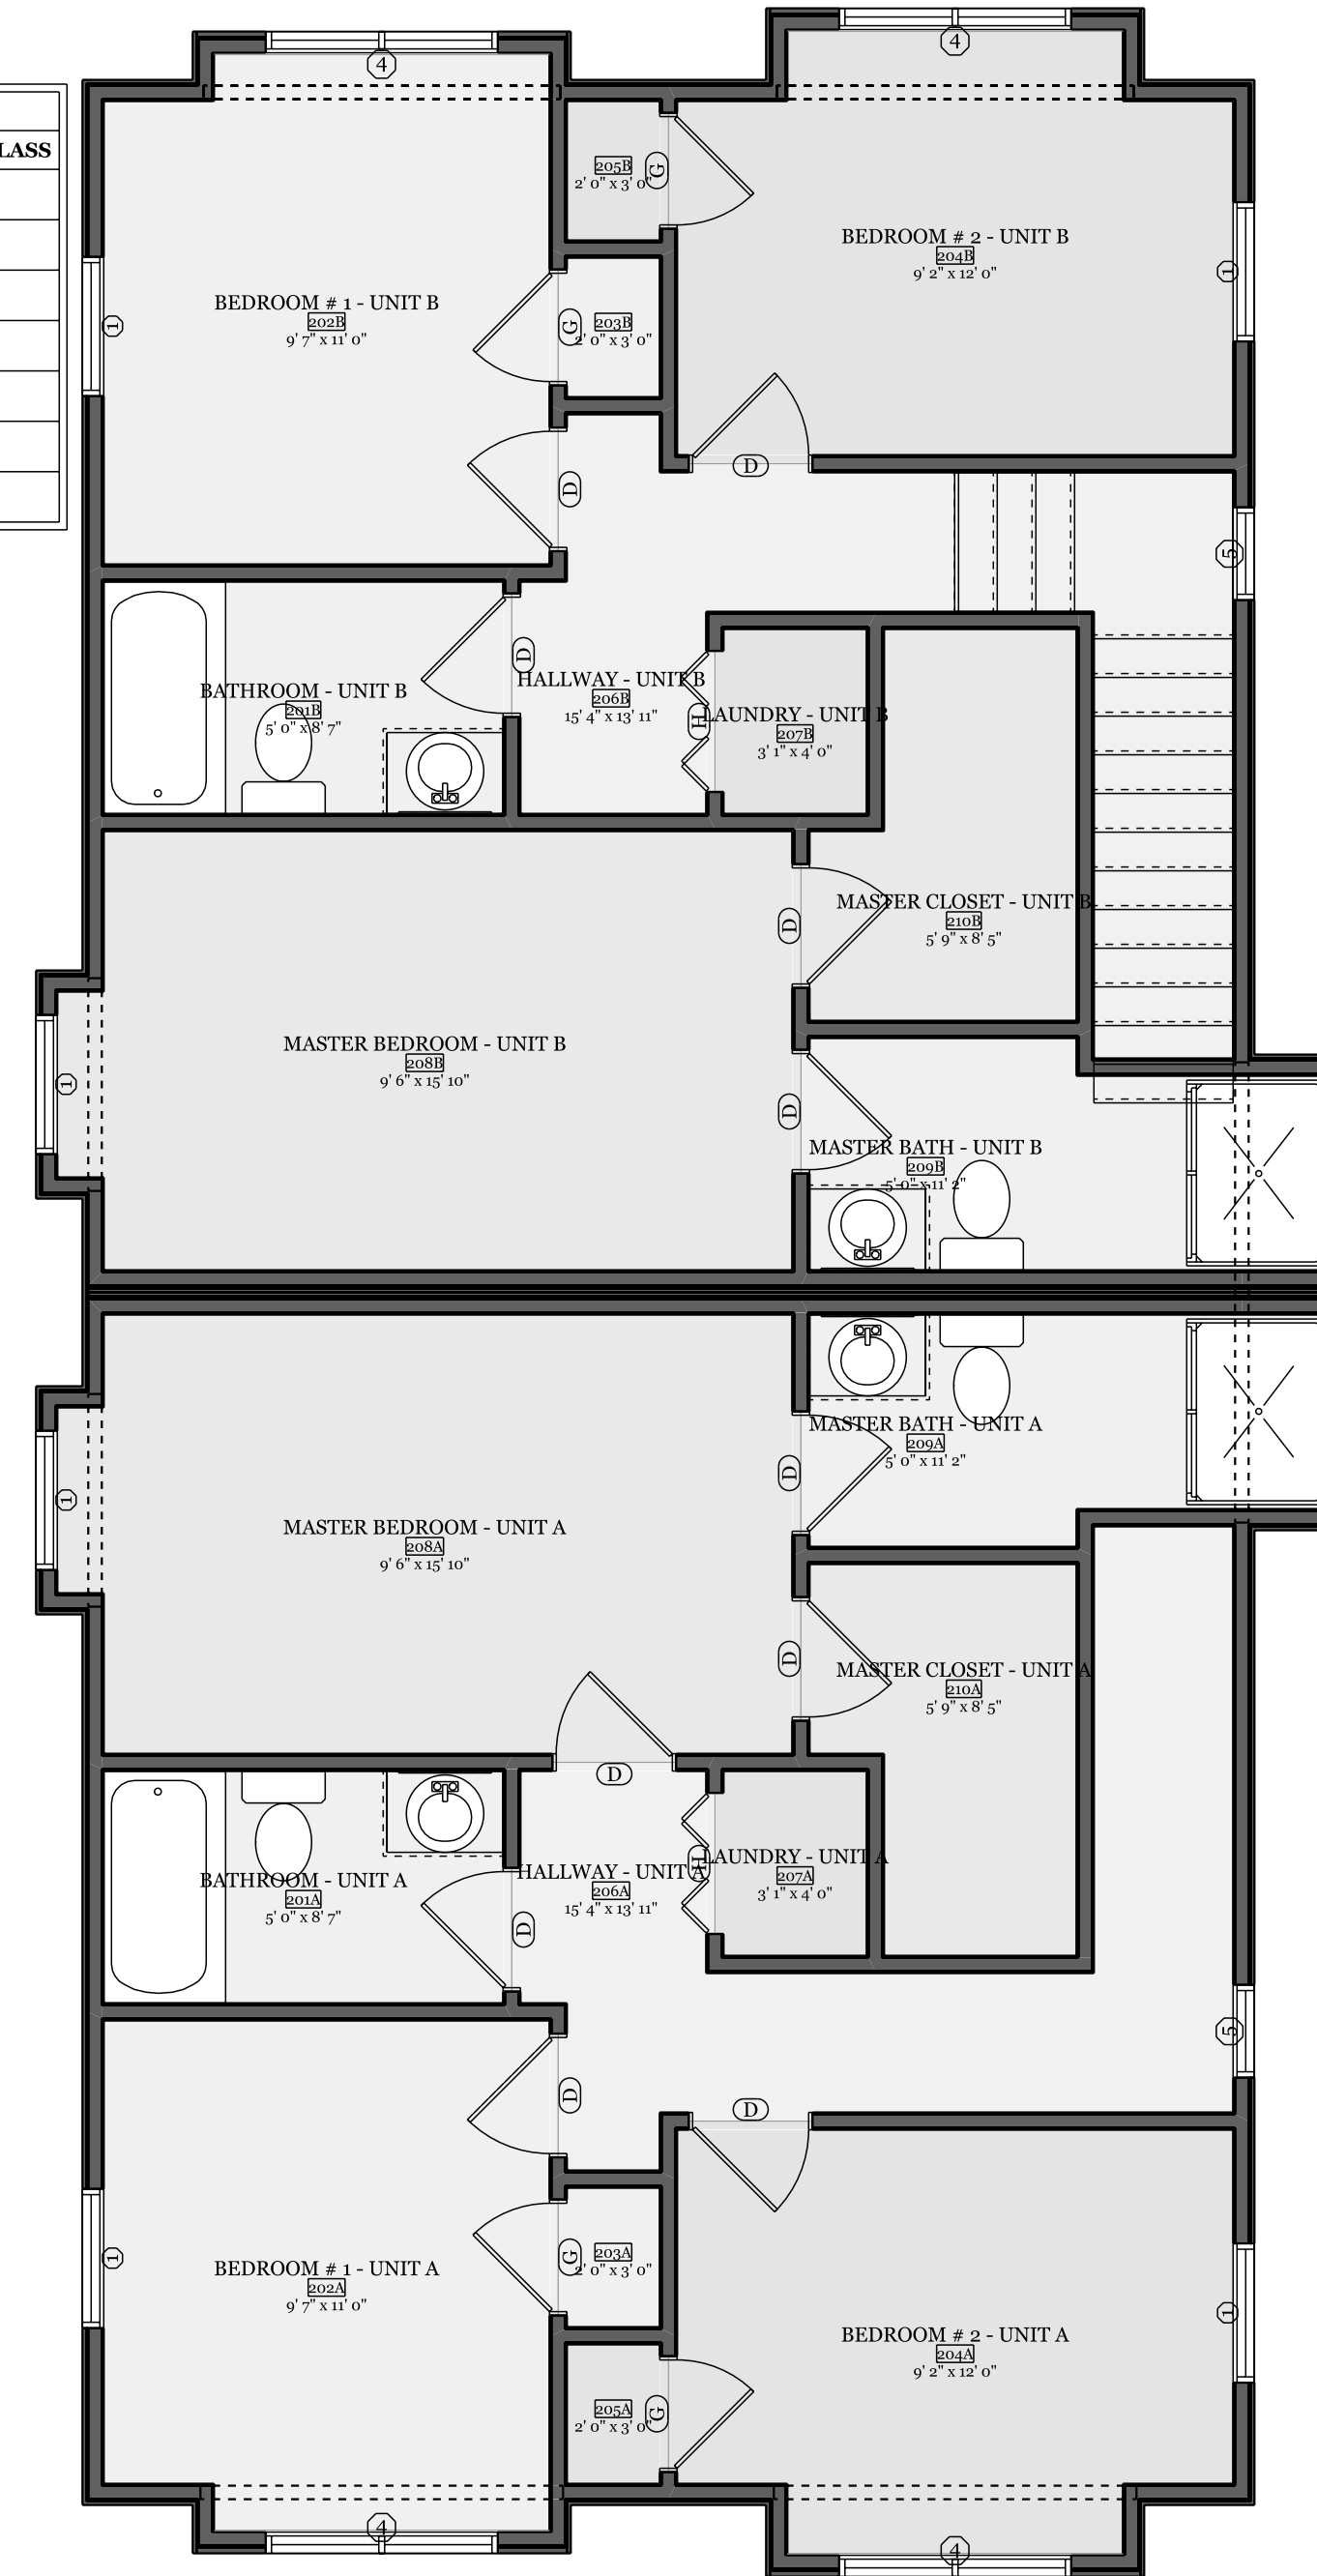 4
4
LASS
205B
2' 0" x 3' 0"
G
BEDROOM # 2 - UNIT B
204B
9' 2" x 12' 0"
1
BEDROOM # 1 - UNIT B
202B
9' 7" x 11' 0"
1
G
203B
2' 0" x 3' 0"
D
D
5
D
BATHROOM - UNIT B
201B
5' 0" x 8' 7"
HALLWAY - UNIT B
206B
15' 4" x 13' 11"
H
LAUNDRY - UNIT B
207B
3' 1" x 4' 0"
D
MASTER CLOSET - UNIT B
210B
5' 9" x 8' 5"
MASTER BEDROOM - UNIT B
208B
9' 6" x 15' 10"
1
D
MASTER BATH - UNIT B
209B
5' 0" x 11' 2"
MASTER BATH - UNIT A
209A
5' 0" x 11' 2"
D
1
MASTER BEDROOM - UNIT A
208A
9' 6" x 15' 10"
D
MASTER CLOSET - UNIT A
210A
5' 9" x 8' 5"
D
BATHROOM - UNIT A
201A
5' 0" x 8' 7"
D
HALLWAY - UNIT A
206A
15' 4" x 13' 11"
H
LAUNDRY - UNIT A
207A
3' 1" x 4' 0"
5
D
D
BEDROOM # 1 - UNIT A
202A
9' 7" x 11' 0"
1
G
203A
2' 0" x 3' 0"
1
BEDROOM # 2 - UNIT A
204A
9' 2" x 12' 0"
205A
2' 0" x 3' 0"
G
4
4